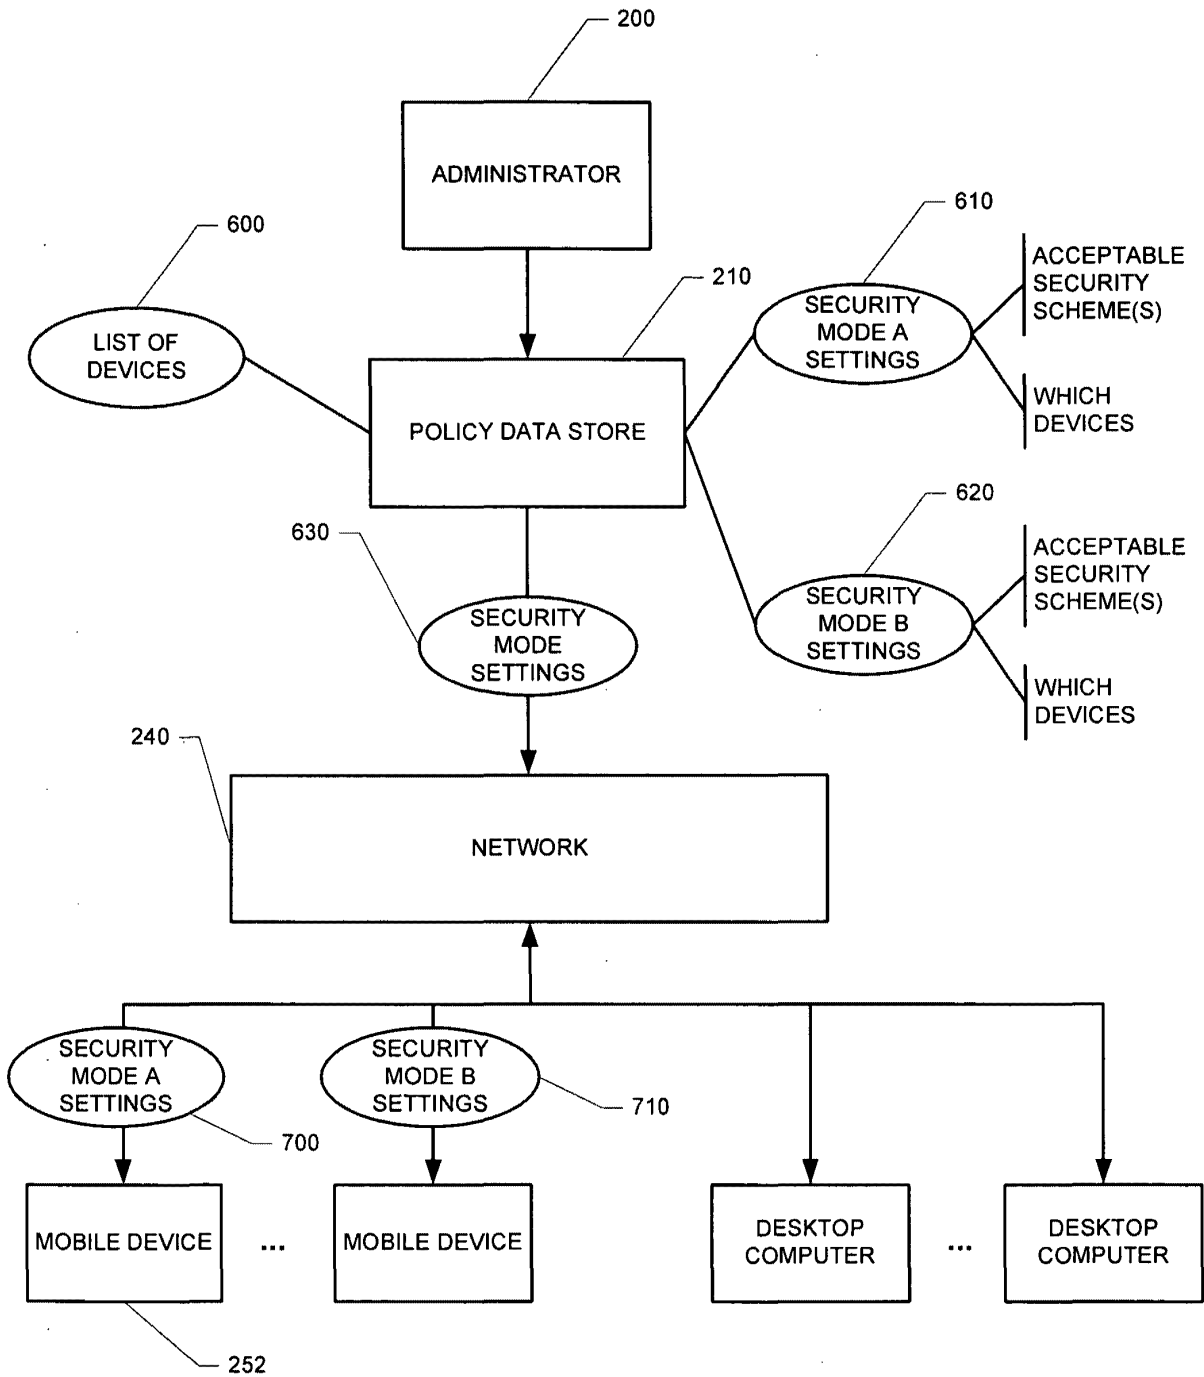 200
ADMINISTRATOR
600
LIST OF
DEVICES
210
POLICY DATA STORE
610
SECURITY
MODE A
SETTINGS
ACCEPTABLE
SECURITY
SCHEME(S)
WHICH
DEVICES
620
SECURITY
MODE B
SETTINGS
ACCEPTABLE
SECURITY
SCHEME(S)
WHICH
DEVICES
630
SECURITY
MODE
SETTINGS
240
NETWORK
SECURITY
MODE A
SETTINGS
700
SECURITY
MODE B
SETTINGS
710
MOBILE DEVICE
...
MOBILE DEVICE
DESKTOP
COMPUTER
...
DESKTOP
COMPUTER
252